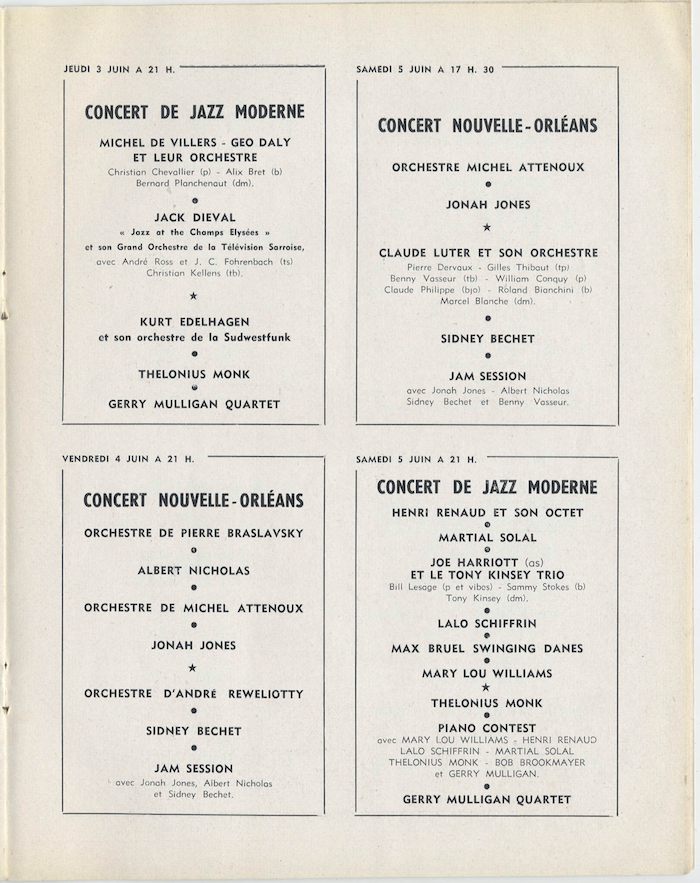 JEUDI 3 JUIN A 21 H.
CONCERT DE JAZZ MODERNE
MICHEL DE VILLERS - GEO DALY
ET LEUR ORCHESTRE
Christian Chevallier (p) - Alix Bret (b)
Bernard Planchenaut (dm).
JACK DIEVAL
« Jazz at the Champs Elysées »
et son Grand Orchestre de la Télévision Sarroise,
avec André Ross et J. C. Fohrenbach (ts)
Christian Kellens (tb).
KURT EDELHAGEN
et son orchestre de la Sudwestfunk
THELONIUS MONK
GERRY MULLIGAN QUARTET
VENDREDI 4 JUIN A 21 H.
CONCERT NOUVELLE-ORLÉANS
ORCHESTRE DE PIERRE BRASLAVSKY
ALBERT NICHOLAS
ORCHESTRE DE MICHEL ATTENOUX
JONAH JONES
ORCHESTRE D'ANDRÉ REWELIOTTY
SIDNEY BECHET
JAM SESSION
avec Jonah Jones, Albert Nicholas
et Sidney Bechet.
SAMEDI 5 JUIN A 17 H. 30
CONCERT NOUVELLE-ORLÉANS
ORCHESTRE MICHEL ATTENOUX
JONAH JONES
CLAUDE LUTER ET SON ORCHESTRE
Pierre Dervaux - Gilles Thibaut (tp)
Benny Vasseur (tb) - William Conquy (p)
Claude Philippe (bjo) - Roland Bianchini (b)
Marcel Blanche (dm).
SIDNEY BECHET
JAM SESSION
avec Jonah Jones - Albert Nicholas
Sidney Bechet et Benny Vasseur.
SAMEDI 5 JUIN A 21 H.
CONCERT DE JAZZ MODERNE
HENRI RENAUD ET SON OCTET
MARTIAL SOLAL
JOE HARRIOTT (as)
ET LE TONY KINSEY TRIO
Bill Lesage (p et vibes) - Sammy Stokes (b)
Tony Kinsey (dm).
LALO SCHIFFRIN
MAX BRUEL SWINGING DANES
MARY LOU WILLIAMS
THELONIUS MONK
PIANO CONTEST
avec MARY LOU WILLIAMS - HENRI RENAUD
LALO SCHIFFRIN - MARTIAL SOLAL
THELONIUS MONK - BOB BROOKMAYER
et GERRY MULLIGAN.
GERRY MULLIGAN QUARTET